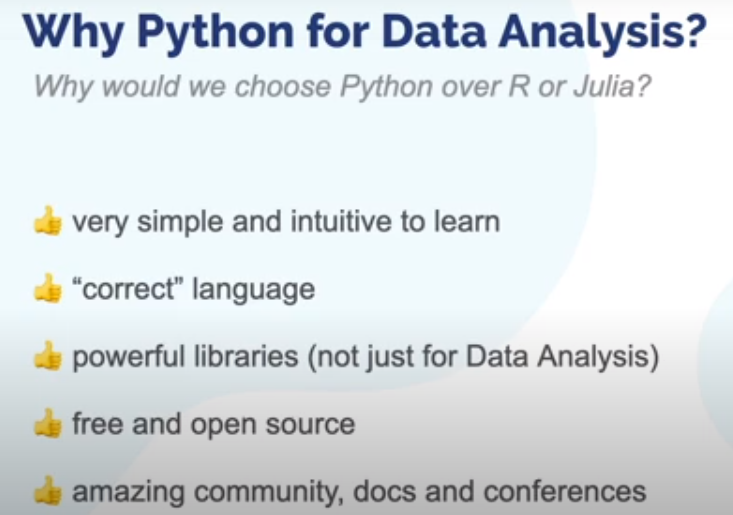 Why Python for Data Analysis?
Why would we choose Python over R or Julia?
👍 very simple and intuitive to learn
👍 “correct” language
👍 powerful libraries (not just for Data Analysis)
👍 free and open source
👍 amazing community, docs and conferences